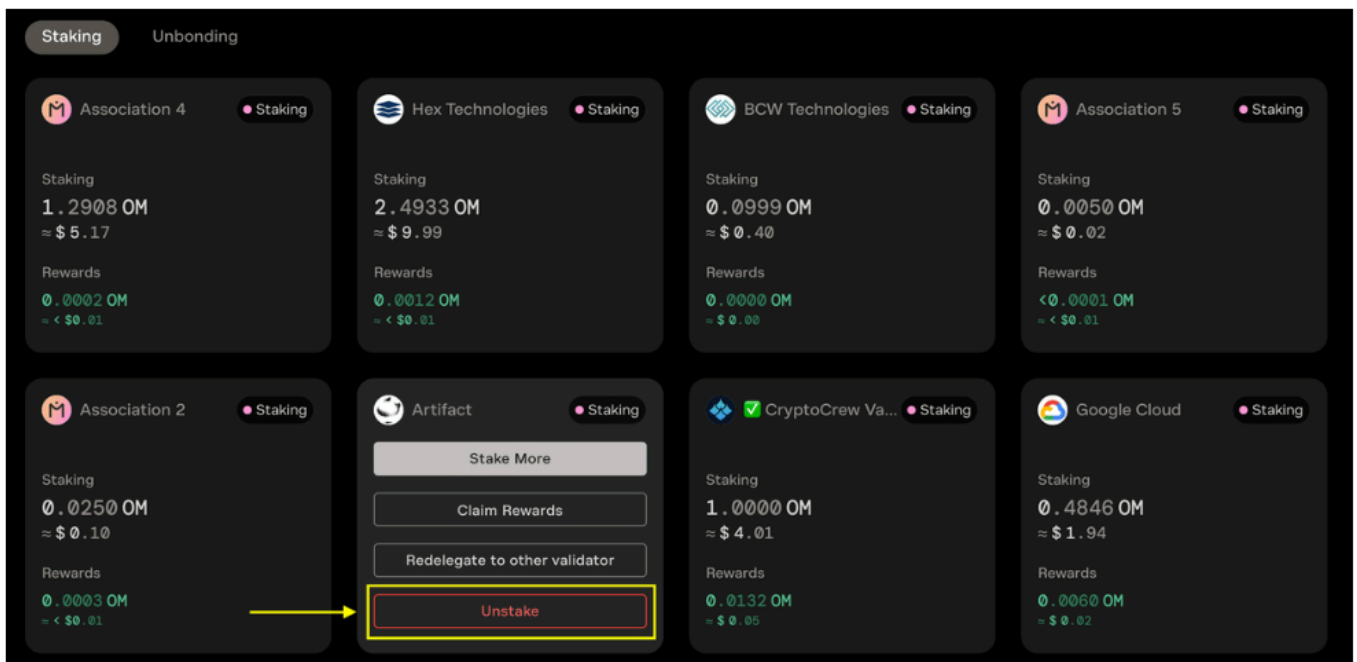 Staking Unbonding
Association 4 Staking
Staking
1.2908 OM
≈ $ 5.17
Rewards
0.0002 OM
≈ < $0.01
Hex Technologies Staking
Staking
2.4933 OM
≈ $ 9.99
Rewards
0.0012 OM
≈ < $0.01
BCW Technologies Staking
Staking
0.0999 OM
≈ $ 0.40
Rewards
0.0000 OM
≈ $ 0.00
Association 5 Staking
Staking
0.0050 OM
≈ $ 0.02
Rewards
<0.0001 OM
≈ < $0.01
Association 2 Staking
Staking
0.0250 OM
≈ $ 0.10
Rewards
0.0003 OM
≈ < $0.01
Artifact Staking
Stake More
Claim Rewards
Redelegate to other validator
Unstake
✅ CryptoCrew Va... Staking
Staking
1.0000 OM
≈ $ 4.01
Rewards
0.0132 OM
≈ $ 0.05
Google Cloud Staking
Staking
0.4846 OM
≈ $ 1.94
Rewards
0.0060 OM
≈ $ 0.02